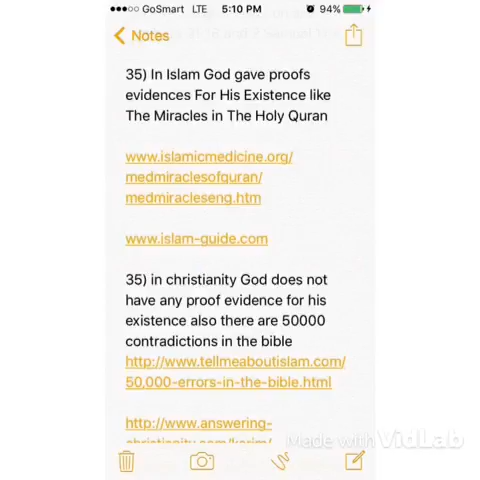 GoSmart LTE 5:10 PM 94%
Notes
35) In Islam God gave proofs
evidences For His Existence like
The Miracles in The Holy Quran
www.islamicmedicine.org/
medmiraclesofquran/
medmiracleseng.htm
www.islam-guide.com
35) in christianity God does not
have any proof evidence for his
existence also there are 50000
contradictions in the bible
http://www.tellmeaboutislam.com/
50,000-errors-in-the-bible.html
http://www.answering-
christianity.com/karim/
Made with VidLab